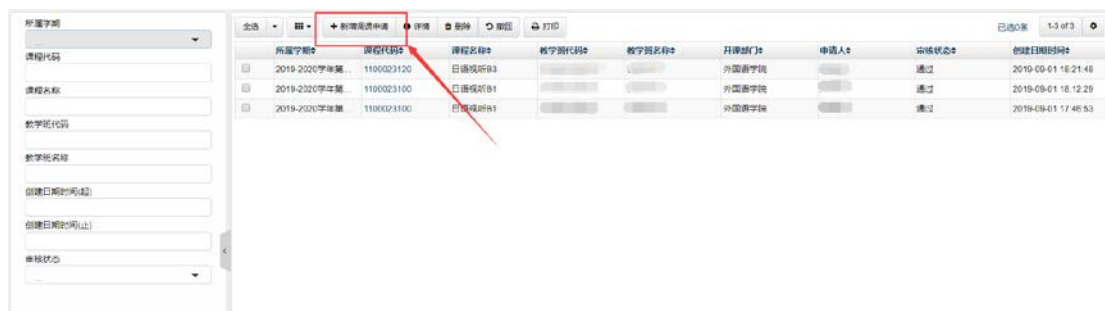 所属学期
...
课程代码
课程名称
教学班代码
教学班名称
创建日期时间(起)
创建日期时间(止)
审核状态
...
全选 新增调课申请 详情 删除 撤回 打印 已选0条 1-3 of 3
所属学期 课程代码 课程名称 教学班代码 教学班名称 开课部门 申请人 审核状态 创建日期时间
2019-2020学年第... 1100023120 日语视听B3 外国语学院 通过 2019-09-01 18:21:48
2019-2020学年第... 1100023100 日语视听B1 外国语学院 通过 2019-09-01 18:12:29
2019-2020学年第... 1100023100 日语视听B1 外国语学院 通过 2019-09-01 17:46:53